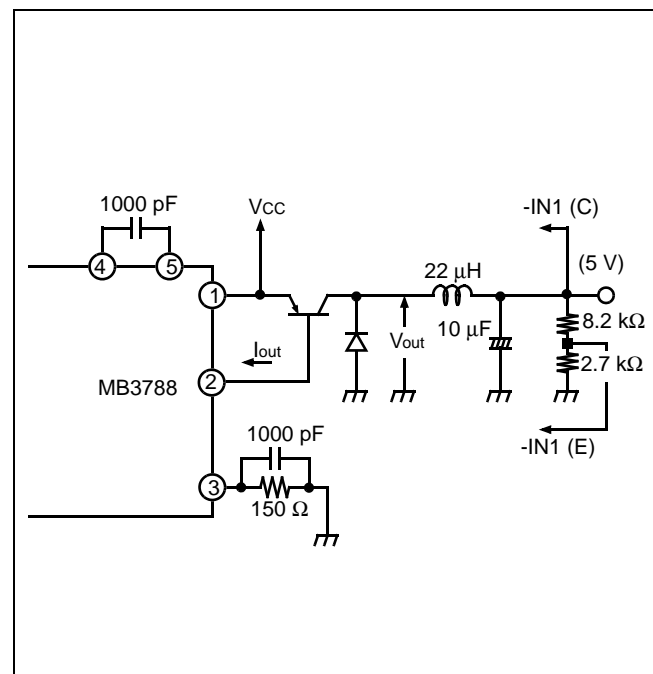 1000 pF
VCC
-IN1 (C)
4
5
22 μH
(5 V)
1
8.2 kΩ
10 μF
Vout
Iout
2.7 kΩ
MB3788
2
-IN1 (E)
1000 pF
3
150 Ω